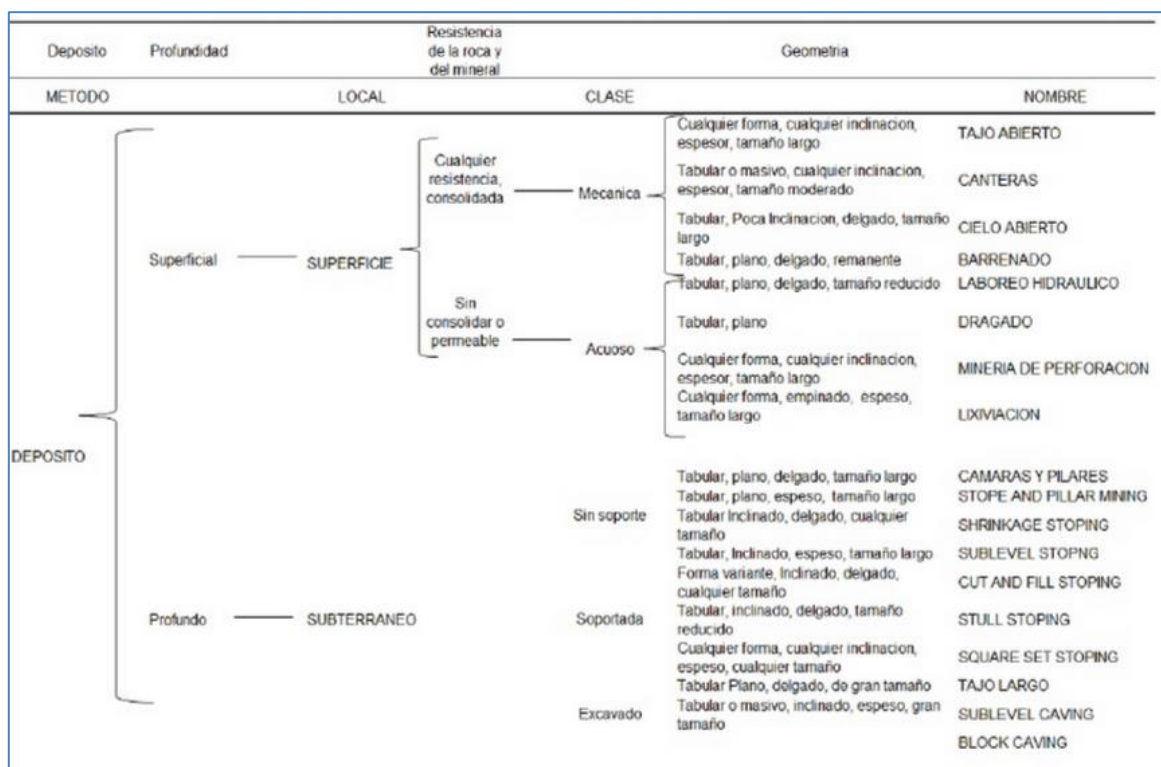 Deposito Profundidad Resistencia de la roca y del mineral Geometria
METODO LOCAL CLASE NOMBRE
DEPOSITO
Superficial SUPERFICIE
Cualquier
resistencia,
consolidada
Mecanica
Cualquier forma, cualquier inclinacion,
espesor, tamaño largo
TAJO ABIERTO
Tabular o masivo, cualquier inclinacion,
espesor, tamaño moderado
CANTERAS
Tabular, Poca Inclinacion, delgado, tamaño
largo
CIELO ABIERTO
Tabular, plano, delgado, remanente
BARRENADO
Sin
consolidar o
permeable
Acuoso
Tabular, plano, delgado, tamaño reducido
LABOREO HIDRAULICO
Tabular, plano
DRAGADO
Cualquier forma, cualquier inclinacion,
espesor, tamaño largo
MINERIA DE PERFORACION
Cualquier forma, empinado, espeso,
tamaño largo
LIXIVIACION
Profundo SUBTERRANEO
Sin soporte
Tabular, plano, delgado, tamaño largo
CAMARAS Y PILARES
Tabular, plano, espeso, tamaño largo
STOPE AND PILLAR MINING
Tabular Inclinado, delgado, cualquier
tamaño
SHRINKAGE STOPING
Tabular, Inclinado, espeso, tamaño largo
SUBLEVEL STOPNG
Soportada
Forma variante, Inclinado, delgado,
cualquier tamaño
CUT AND FILL STOPING
Tabular, inclinado, delgado, tamaño
reducido
STULL STOPING
Cualquier forma, cualquier inclinacion,
espeso, cualquier tamaño
SQUARE SET STOPING
Excavado
Tabular Plano, delgado, de gran tamaño
TAJO LARGO
Tabular o masivo, inclinado, espeso, gran
tamaño
SUBLEVEL CAVING
BLOCK CAVING